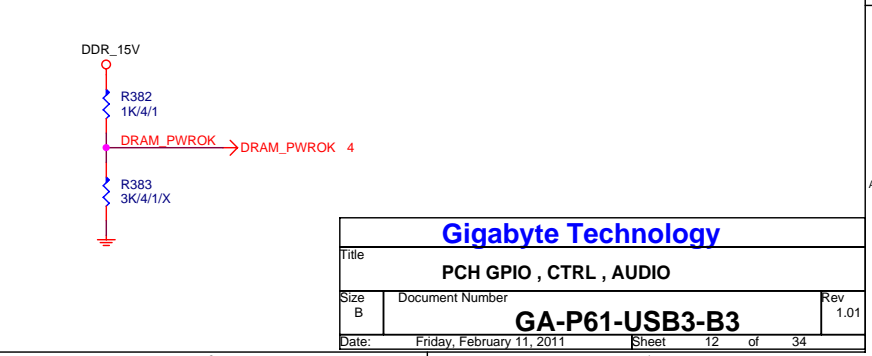 DDR_15V
R382
1K/4/1
DRAM_PWROK
DRAM_PWROK 4
R383
3K/4/1/X
A
Gigabyte Technology
Title
PCH GPIO , CTRL , AUDIO
Size
B
Document Number
GA-P61-USB3-B3
Rev
1.01
Date: Friday, February 11, 2011 Sheet 12 of 34